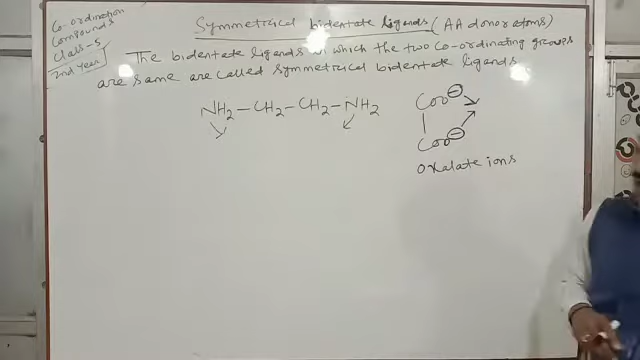 Co-ordination
Compounds
Class-5
2nd Year
Symmetrical bidentate ligands (AA donor atoms)
The bidentate ligands in which the two Co-ordinating groups
are same are called symmetrical bidentate ligands.
NH2-CH2-CH2-NH2
Coo⊖
Coo⊖
oxalate ions